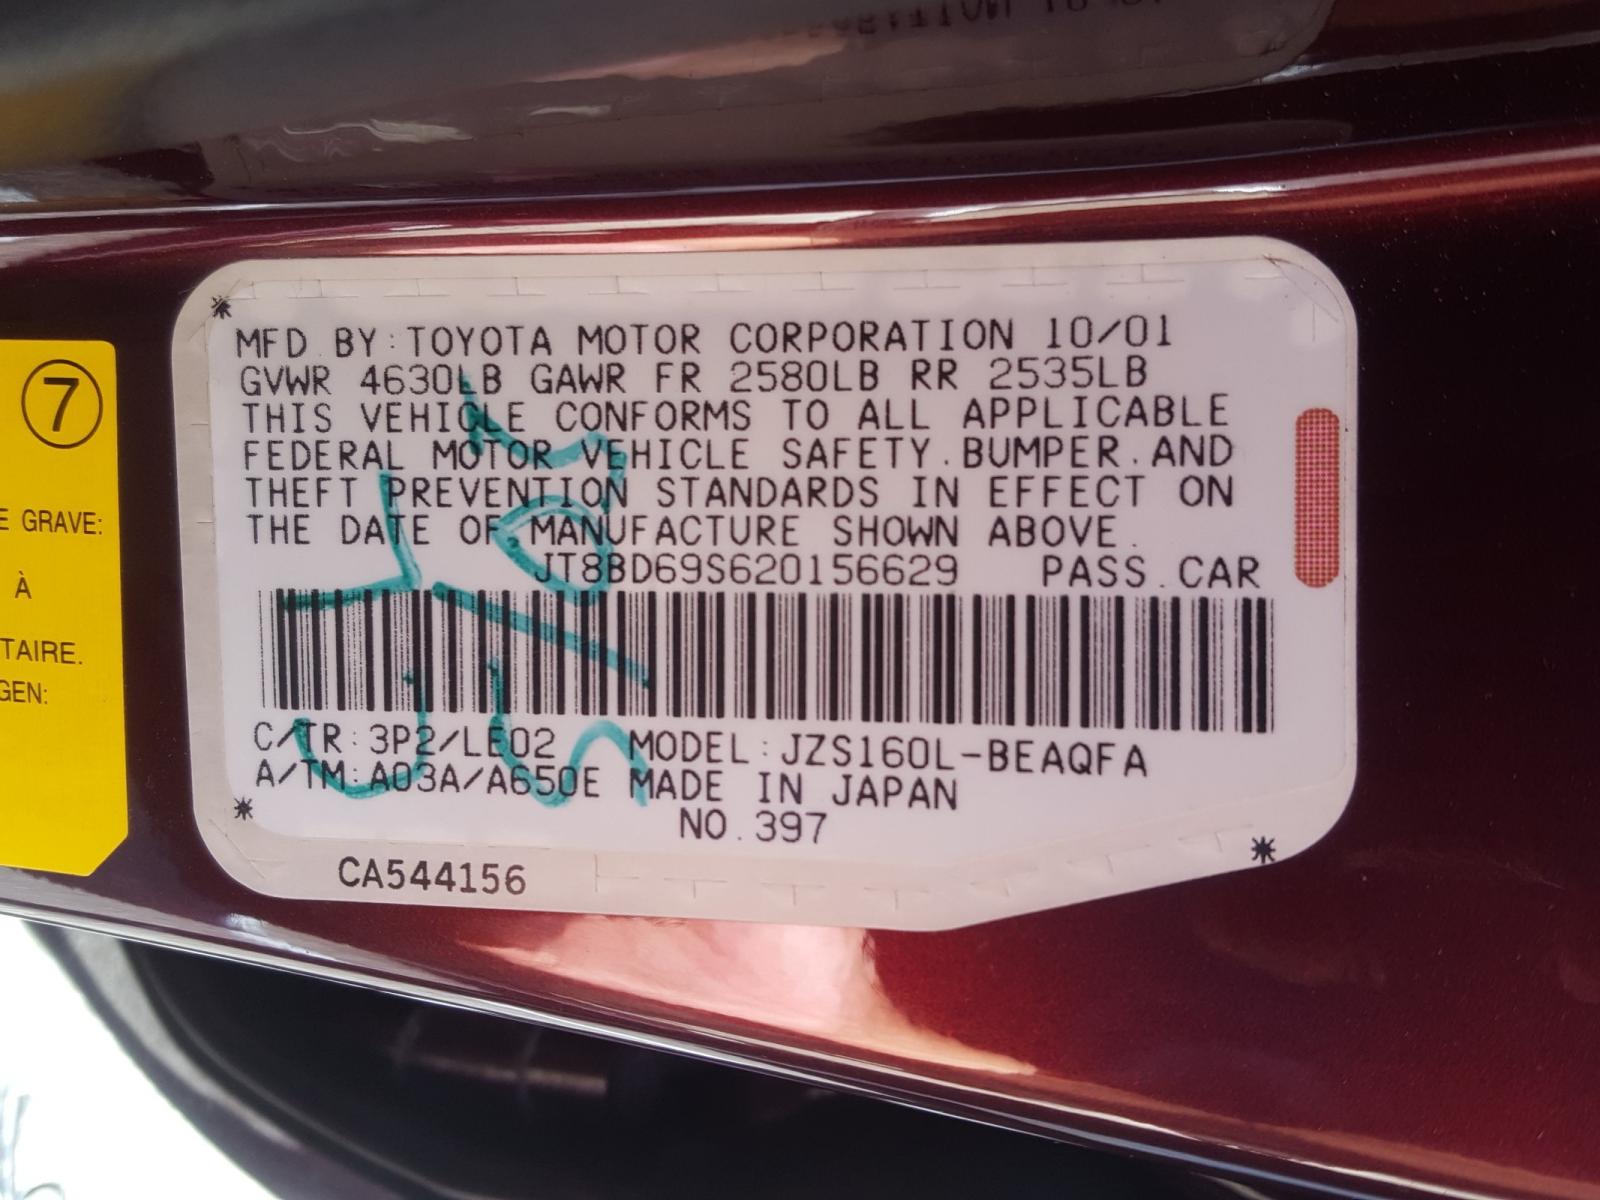 7
E GRAVE:
À
TAIRE.
GEN:
MFD BY:TOYOTA MOTOR CORPORATION 10/01
GVWR 4630LB GAWR FR 2580LB RR 2535LB
THIS VEHICLE CONFORMS TO ALL APPLICABLE
FEDERAL MOTOR VEHICLE SAFETY.BUMPER.AND
THEFT PREVENTION STANDARDS IN EFFECT ON
THE DATE OF MANUFACTURE SHOWN ABOVE.
JT8BD69S620156629 PASS.CAR
C/TR:3P2/LE02 MODEL:JZS160L-BEAQFA
A/TM:A03A/A650E MADE IN JAPAN
NO.397
CA544156